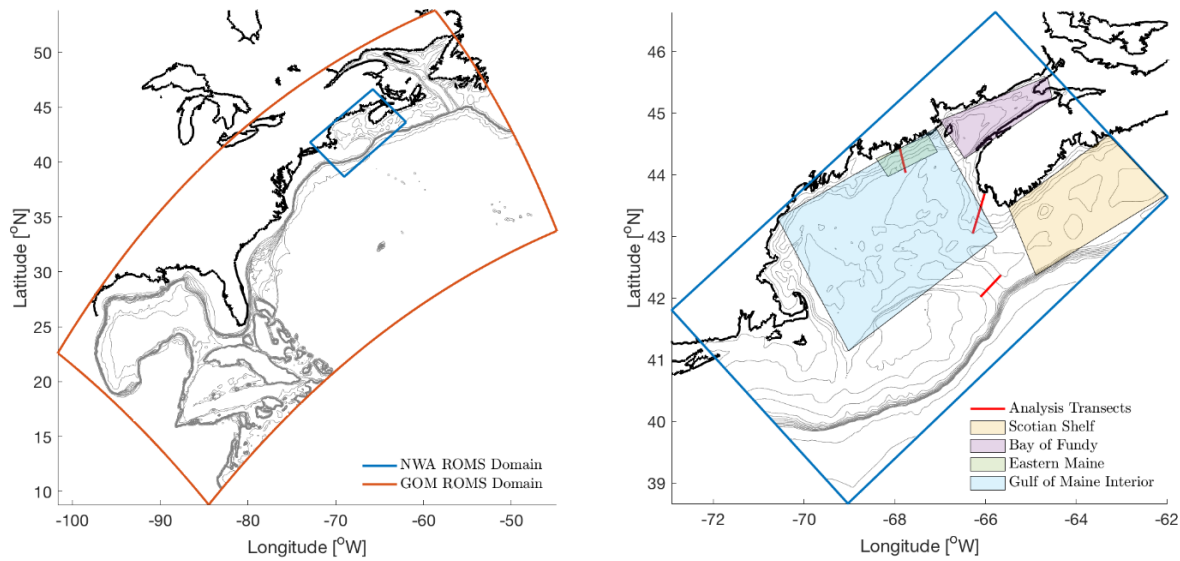 50
45
40
35
30
25
20
15
10
Latitude [°N]
-100
-90
-80
-70
-60
-50
Longitude [°W]
NWA ROMS Domain
GOM ROMS Domain
46
45
44
43
42
41
40
39
Latitude [°N]
-72
-70
-68
-66
-64
-62
Longitude [°W]
Analysis Transects
Scotian Shelf
Bay of Fundy
Eastern Maine
Gulf of Maine Interior